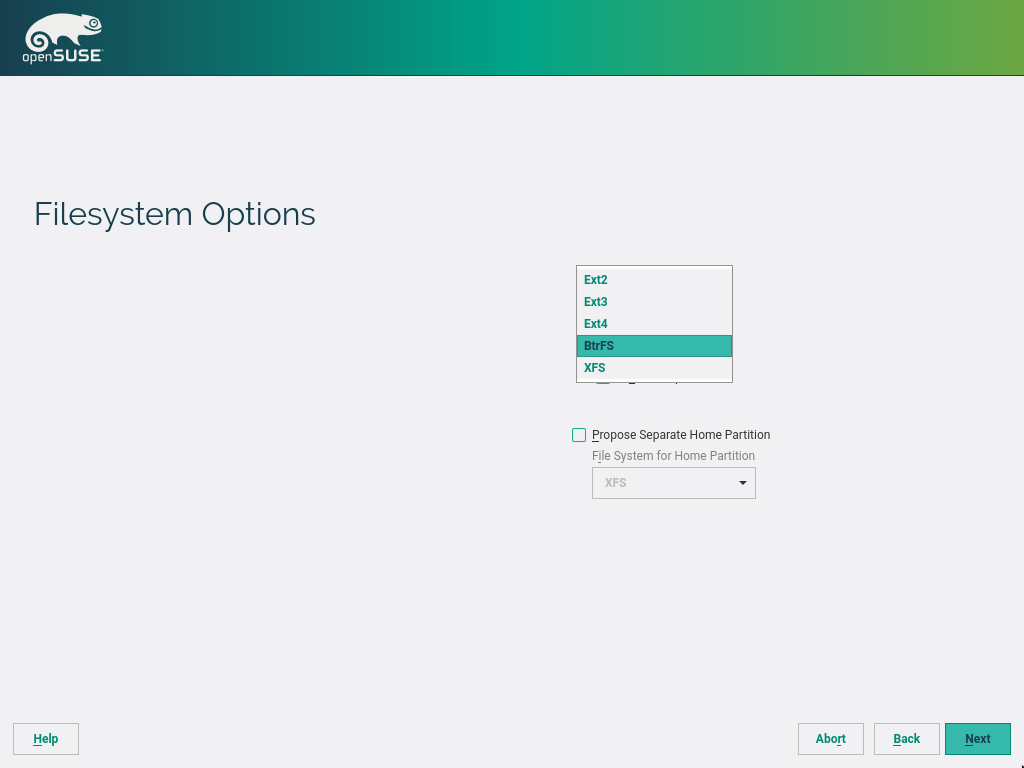 openSUSE
Filesystem Options
Ext2
Ext3
Ext4
BtrFS
XFS
Propose Separate Home Partition
File System for Home Partition
XFS
Help
Abort
Back
Next